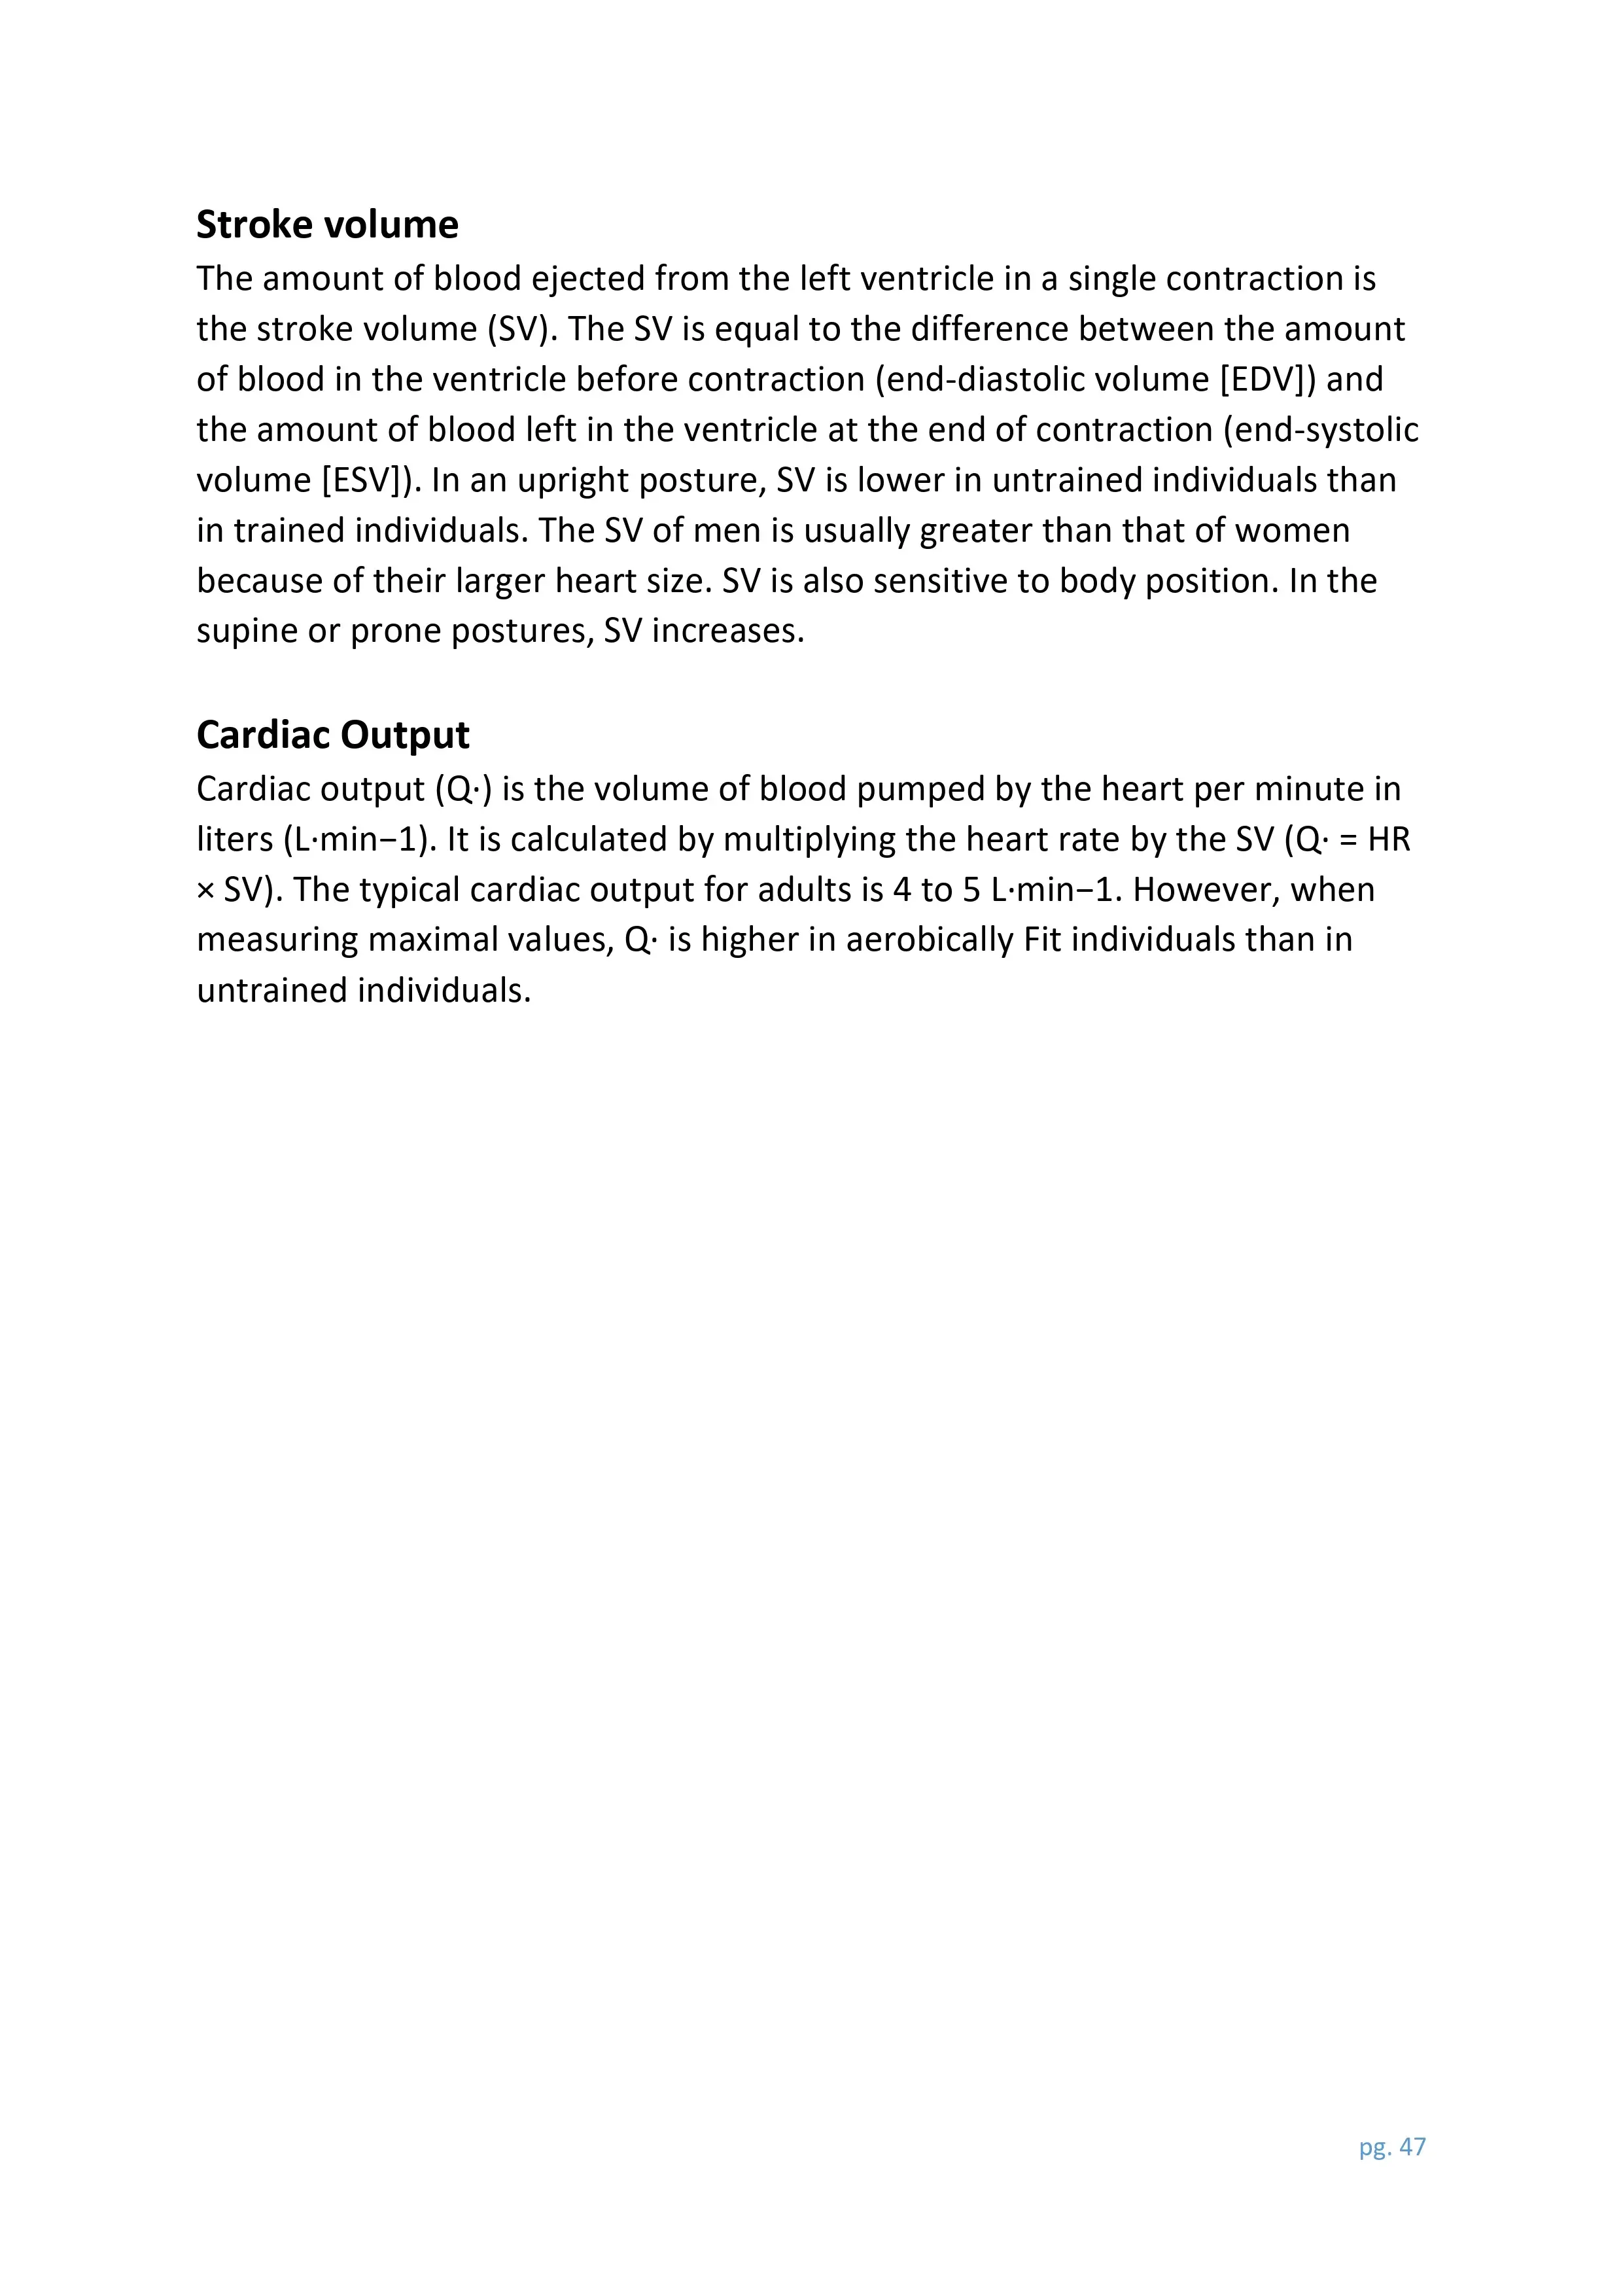 Stroke volume
The amount of blood ejected from the left ventricle in a single contraction is
the stroke volume (SV). The SV is equal to the difference between the amount
of blood in the ventricle before contraction (end-diastolic volume [EDV]) and
the amount of blood left in the ventricle at the end of contraction (end-systolic
volume [ESV]). In an upright posture, SV is lower in untrained individuals than
in trained individuals. The SV of men is usually greater than that of women
because of their larger heart size. SV is also sensitive to body position. In the
supine or prone postures, SV increases.
Cardiac Output
Cardiac output (Q·) is the volume of blood pumped by the heart per minute in
liters (L·min−1). It is calculated by multiplying the heart rate by the SV (Q· = HR
× SV). The typical cardiac output for adults is 4 to 5 L·min−1. However, when
measuring maximal values, Q· is higher in aerobically Fit individuals than in
untrained individuals.
pg. 47